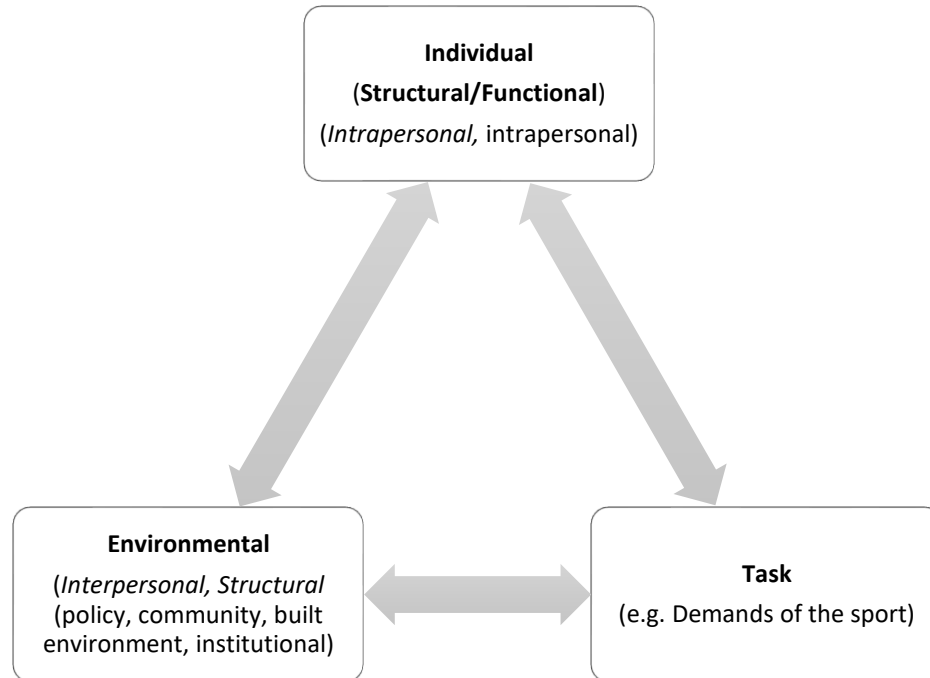 Individual
(Structural/Functional)
(Intrapersonal, intrapersonal)
Environmental
(Interpersonal, Structural
(policy, community, built
environment, institutional)
Task
(e.g. Demands of the sport)